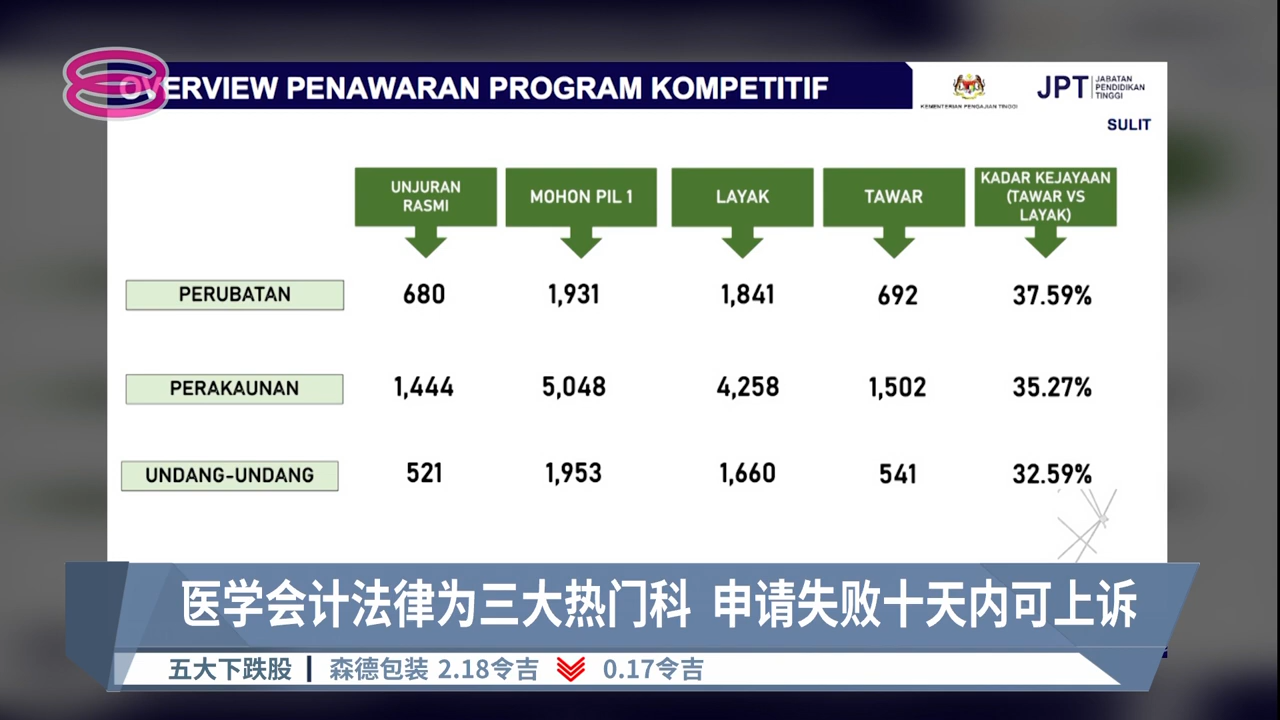 OVERVIEW PENAWARAN PROGRAM KOMPETITIF
KEMENTERIAN PENGAJIAN TINGGI
JPT
JABATAN
PENDIDIKAN
TINGGI
SULIT
UNJURAN
RASMI
MOHON PIL 1
LAYAK
TAWAR
KADAR KEJAYAAN
(TAWAR VS
LAYAK)
PERUBATAN 680 1,931 1,841 692 37.59%
PERAKAUNAN 1,444 5,048 4,258 1,502 35.27%
UNDANG-UNDANG 521 1,953 1,660 541 32.59%
医学会计法律为三大热门科 申请失败十天内可上诉
五大下跌股 | 森德包装 2.18令吉 0.17令吉